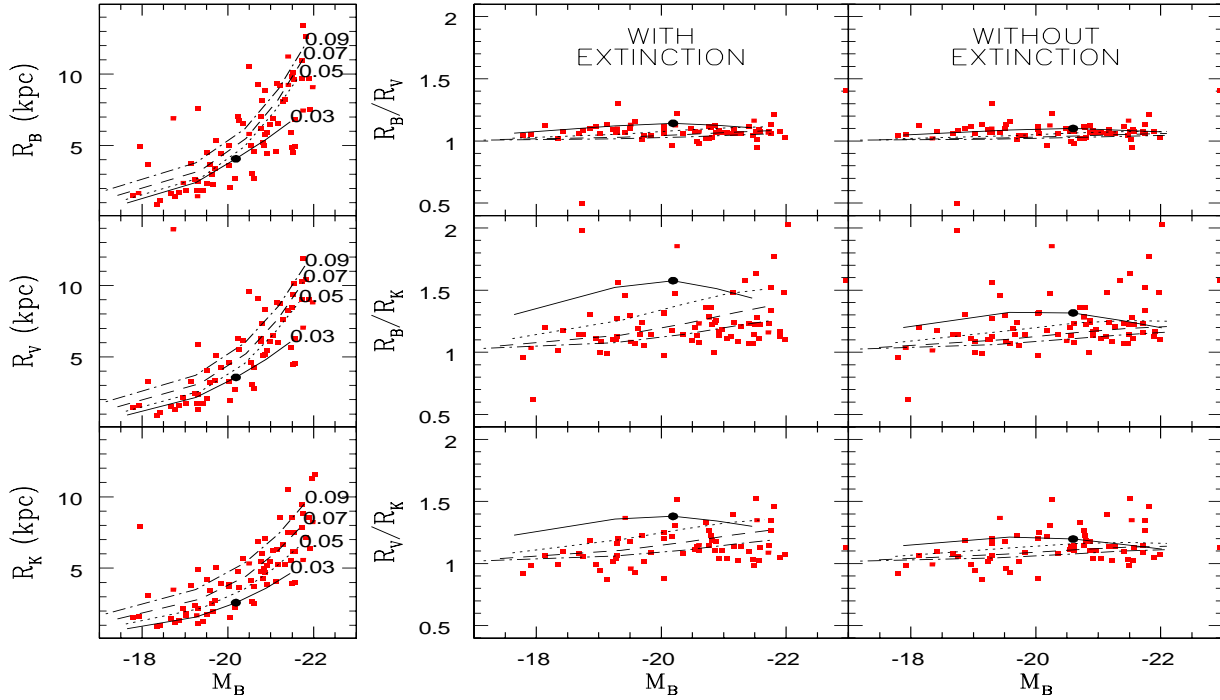 R_B (kpc)
10
5
0.09
0.07
0.05
0.03
R_B/R_V
2
1.5
1
0.5
WITH
EXTINCTION
WITHOUT
EXTINCTION
R_V (kpc)
10
5
0.09
0.07
0.05
0.03
R_B/R_K
2
1.5
1
0.5
R_K (kpc)
10
5
0.09
0.07
0.05
0.03
R_V/R_K
2
1.5
1
0.5
-18 -20 -22
-18 -20 -22
-18 -20 -22
M_B
M_B
M_B